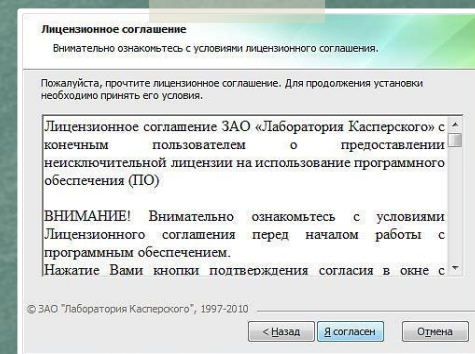 Лицензионное соглашение
Внимательно ознакомьтесь с условиями лицензионного соглашения.
Пожалуйста, прочтите лицензионное соглашение. Для продолжения установки
необходимо принять его условия.
Лицензионное соглашение ЗАО «Лаборатория Касперского» с
конечным пользователем о предоставлении
неисключительной лицензии на использование программного
обеспечения (ПО)
ВНИМАНИЕ! Внимательно ознакомьтесь с условиями
Лицензионного соглашения перед началом работы с
программным обеспечением.
Нажатие Вами кнопки подтверждения согласия в окне с
© ЗАО "Лаборатория Касперского", 1997-2010
< Назад Я согласен Отмена